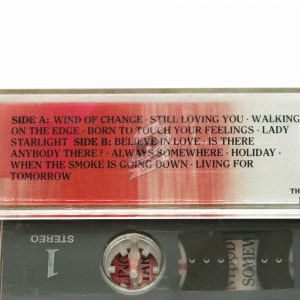 SIDE A: WIND OF CHANGE · STILL LOVING YOU · WALKING
ON THE EDGE · BORN TO TOUCH YOUR FEELINGS · LADY
STARLIGHT SIDE B: BELIEVE IN LOVE · IS THERE
ANYBODY THERE? · ALWAYS SOMEWHERE · HOLIDAY ·
WHEN THE SMOKE IS GOING DOWN · LIVING FOR
TOMORROW
TH
1
STEREO
SOMEW